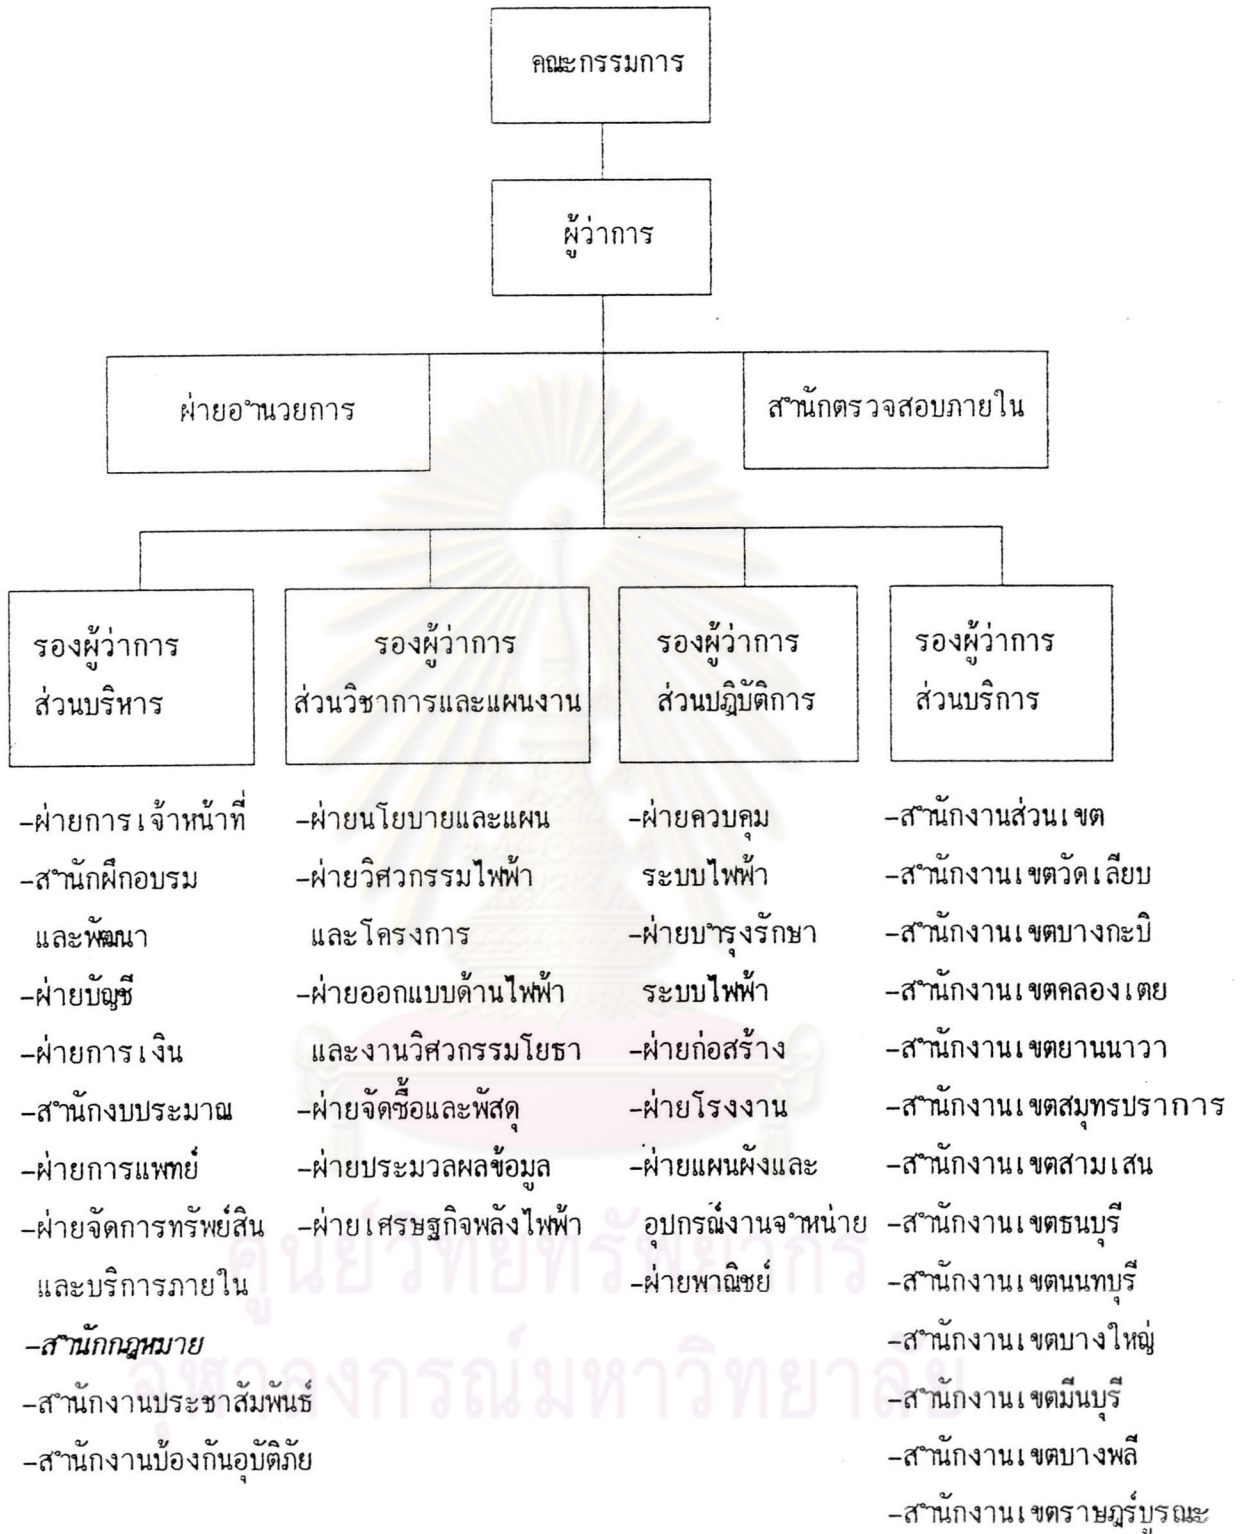 คณะกรรมการ
ผู้ว่าการ
ฝ่ายอำนวยการ
สำนักตรวจสอบภายใน
รองผู้ว่าการ
ส่วนบริหาร
-ฝ่ายการเจ้าหน้าที่
-สำนักฝึกอบรม
และพัฒนา
-ฝ่ายบัญชี
-ฝ่ายการเงิน
-สำนักงบประมาณ
-ฝ่ายการแพทย์
-ฝ่ายจัดการทรัพย์สิน
และบริการภายใน
-สำนักกฎหมาย
-สำนักงานประชาสัมพันธ์
-สำนักงานป้องกันอุบัติภัย
รองผู้ว่าการ
ส่วนวิชาการและแผนงาน
-ฝ่ายนโยบายและแผน
-ฝ่ายวิศวกรรมไฟฟ้า
และโครงการ
-ฝ่ายออกแบบด้านไฟฟ้า
และงานวิศวกรรมโยธา
-ฝ่ายจัดซื้อและพัสดุ
-ฝ่ายประมวลผลข้อมูล
-ฝ่ายเศรษฐกิจพลังไฟฟ้า
รองผู้ว่าการ
ส่วนปฏิบัติการ
-ฝ่ายควบคุม
ระบบไฟฟ้า
-ฝ่ายบำรุงรักษา
ระบบไฟฟ้า
-ฝ่ายก่อสร้าง
-ฝ่ายโรงงาน
-ฝ่ายแผนผังและ
อุปกรณ์งานจำหน่าย
-ฝ่ายพาณิชย์
รองผู้ว่าการ
ส่วนบริการ
-สำนักงานส่วนเขต
-สำนักงานเขตวัดเลียบ
-สำนักงานเขตบางกะปิ
-สำนักงานเขตคลองเตย
-สำนักงานเขตยานนาวา
-สำนักงานเขตสมุทรปราการ
-สำนักงานเขตสามเสน
-สำนักงานเขตธนบุรี
-สำนักงานเขตนนทบุรี
-สำนักงานเขตบางใหญ่
-สำนักงานเขตมีนบุรี
-สำนักงานเขตบางพลี
-สำนักงานเขตราษฎร์บูรณะ
ศูนย์วิทยทรัพยากร
จุฬาลงกรณ์มหาวิทยาลัย